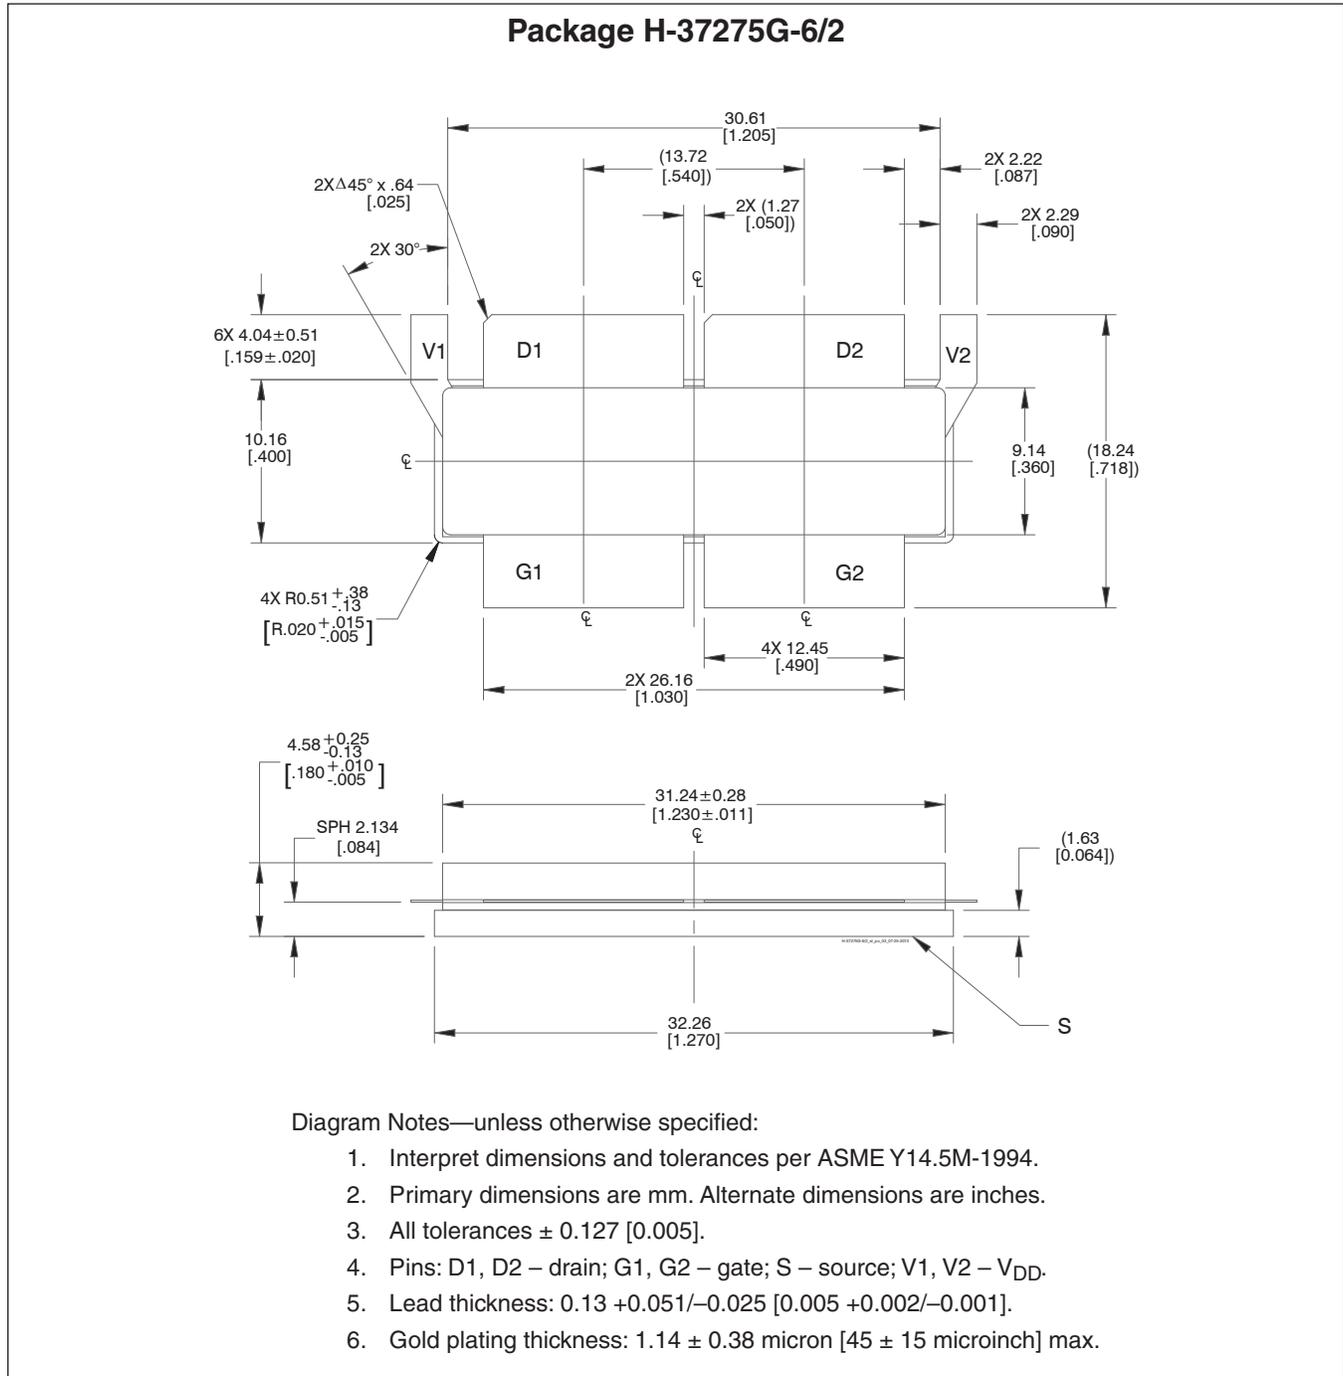 Package H-37275G-6/2
30.61
[1.205]
(13.72
[.540])
2X 2.22
[.087]
2XΔ45° x .64
[.025]
2X (1.27
[.050])
2X 2.29
[.090]
2X 30°
℄
6X 4.04±0.51
[.159±.020]
V1
D1
D2
V2
10.16
[.400]
℄
9.14
[.360]
(18.24
[.718])
G1
G2
4X R0.51 +.38
-.13
[R.020 +.015
-.005 ]
℄
℄
4X 12.45
[.490]
2X 26.16
[1.030]
4.58 +0.25
-0.13
[.180 +.010
-.005 ]
31.24±0.28
[1.230±.011]
℄
SPH 2.134
[.084]
(1.63
[0.064])
S
32.26
[1.270]
Diagram Notes—unless otherwise specified:
1. Interpret dimensions and tolerances per ASME Y14.5M-1994.
2. Primary dimensions are mm. Alternate dimensions are inches.
3. All tolerances ± 0.127 [0.005].
4. Pins: D1, D2 – drain; G1, G2 – gate; S – source; V1, V2 – VDD.
5. Lead thickness: 0.13 +0.051/–0.025 [0.005 +0.002/–0.001].
6. Gold plating thickness: 1.14 ± 0.38 micron [45 ± 15 microinch] max.